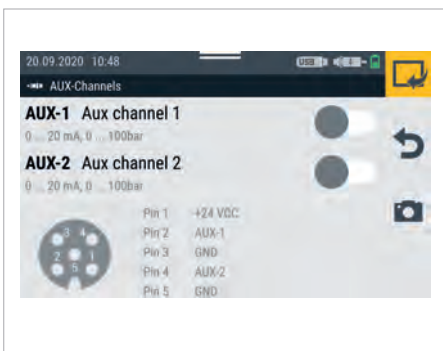 20.09.2020 10:48 USB
AUX-Channels
AUX-1 Aux channel 1
0 ... 20 mA, 0 ... 100bar
AUX-2 Aux channel 2
0 ... 20 mA, 0 ... 100bar
Pin 1 +24 VDC
Pin 2 AUX-1
Pin 3 GND
Pin 4 AUX-2
Pin 5 GND
3 4
2 1
5